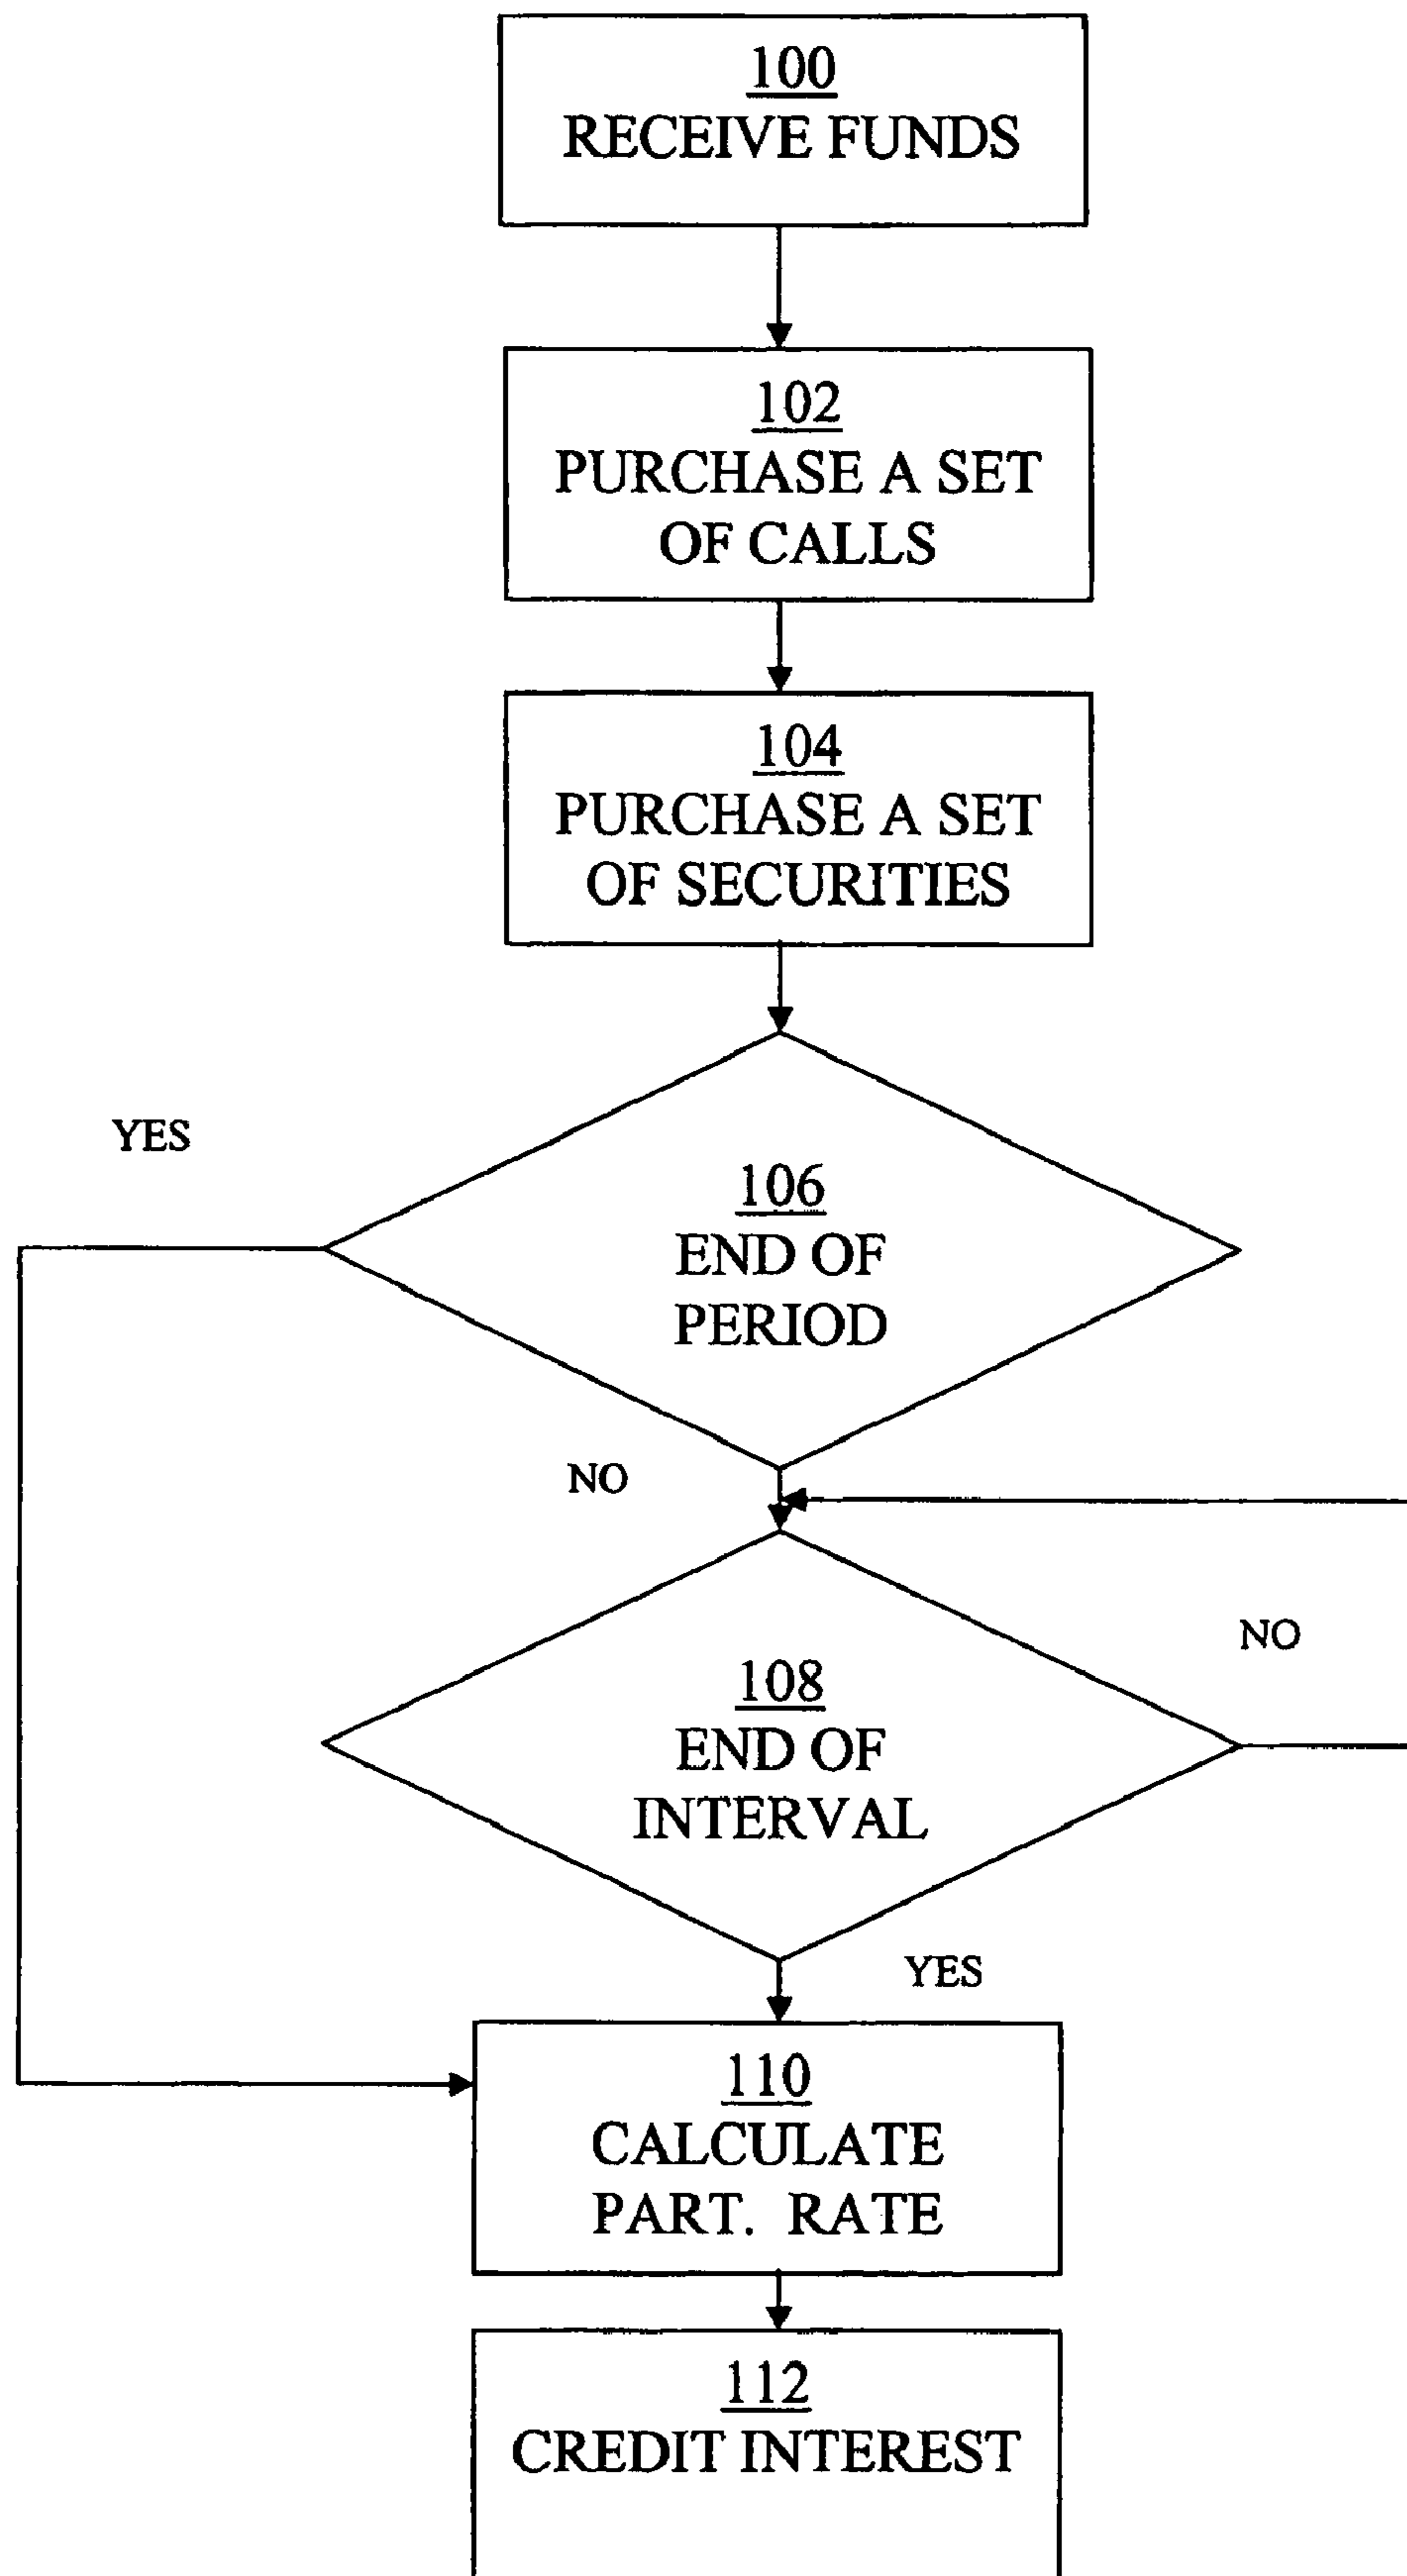 100
RECEIVE FUNDS
102
PURCHASE A SET
OF CALLS
104
PURCHASE A SET
OF SECURITIES
YES
106
END OF
PERIOD
NO
NO
108
END OF
INTERVAL
YES
110
CALCULATE
PART. RATE
112
CREDIT INTEREST